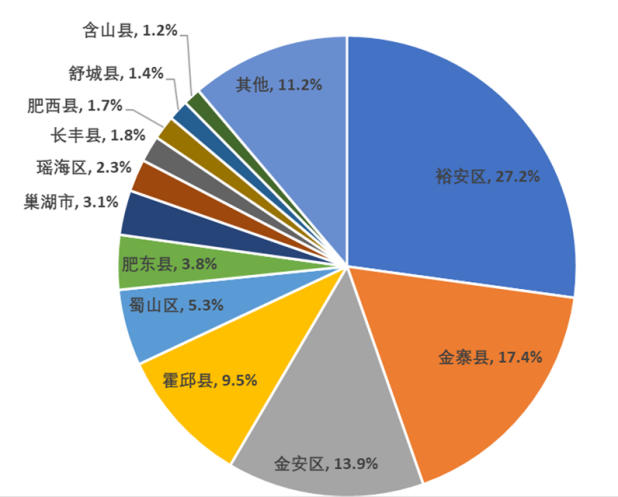 含山县, 1.2%
舒城县, 1.4%
肥西县, 1.7%
长丰县, 1.8%
瑶海区, 2.3%
巢湖市, 3.1%
肥东县, 3.8%
蜀山区, 5.3%
霍邱县, 9.5%
金安区, 13.9%
金寨县, 17.4%
裕安区, 27.2%
其他, 11.2%